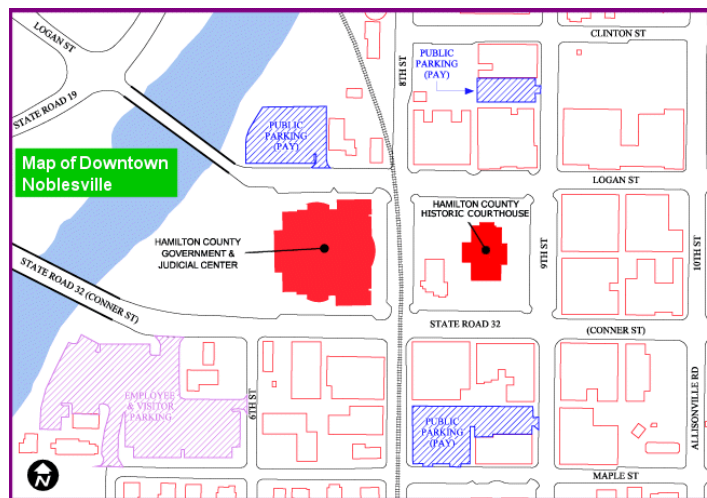 LOGAN ST
STATE ROAD 19
8TH ST
CLINTON ST
PUBLIC
PARKING
(PAY)
PUBLIC
PARKING
(PAY)
Map of Downtown
Noblesville
LOGAN ST
HAMILTON COUNTY
HISTORIC COURTHOUSE
HAMILTON COUNTY
GOVERNMENT &
JUDICIAL CENTER
9TH ST
10TH ST
STATE ROAD 32 (CONNER ST)
STATE ROAD 32
(CONNER ST)
EMPLOYEE
& VISITOR
PARKING
6TH ST
PUBLIC
PARKING
(PAY)
ALLISONVILLE RD
MAPLE ST
N